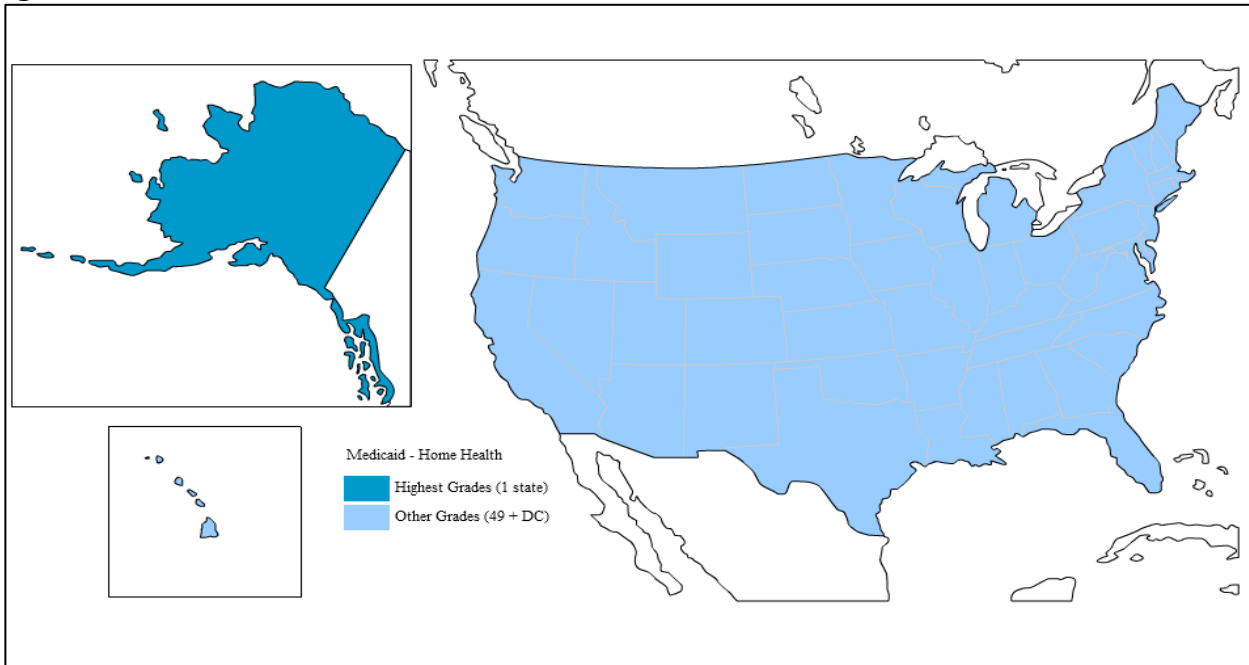 Medicaid - Home Health
Highest Grades (1 state)
Other Grades (49 + DC)